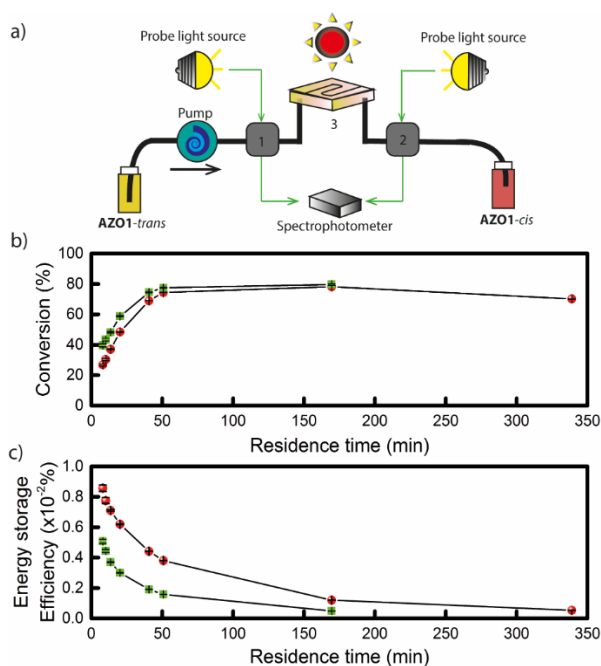 a)
Probe light source
Probe light source
Pump
1
3
2
AZO1-trans
Spectrophotometer
AZO1-cis
b)
Conversion (%)
100
80
60
40
20
0
0 50 100 150 200 250 300 350
Residence time (min)
c)
Energy storage
Efficiency (x10-2%)
1.0
0.8
0.6
0.4
0.2
0.0
0 50 100 150 200 250 300 350
Residence time (min)